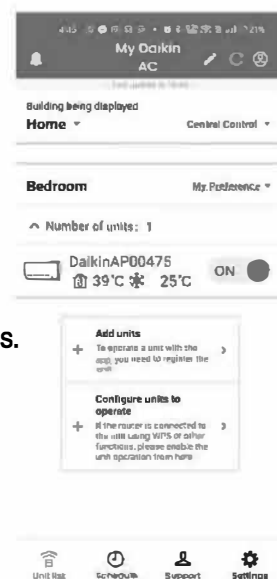 My Daikin
AC
Building being displayed
Home
Central Control
Bedroom
My Preference
Number of units: 1
DaikinAP00475
39°C 25°C
ON
s.
Add units
To operate a unit with the
app, you need to register the
unit
Configure units to
operate
If the router is connected to
the unit using WPS or other
functions, please enable the
unit operation from here
Unit list Schedule Support Settings